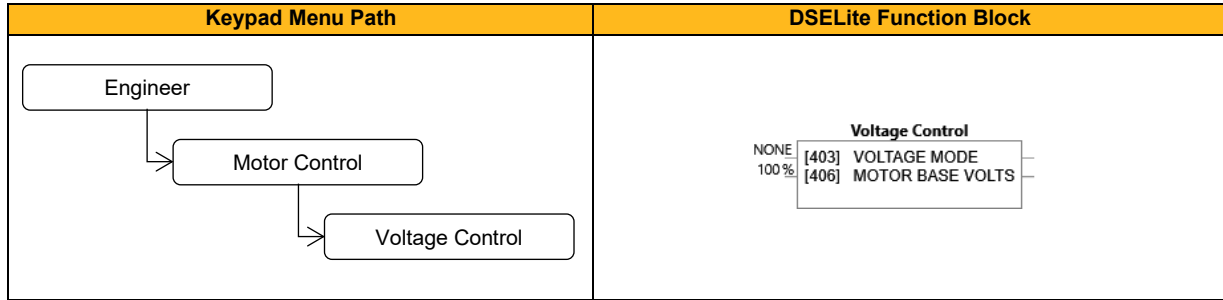 Keypad Menu Path
DSELite Function Block
Engineer
Motor Control
Voltage Control
Voltage Control
NONE [403] VOLTAGE MODE
100 % [406] MOTOR BASE VOLTS